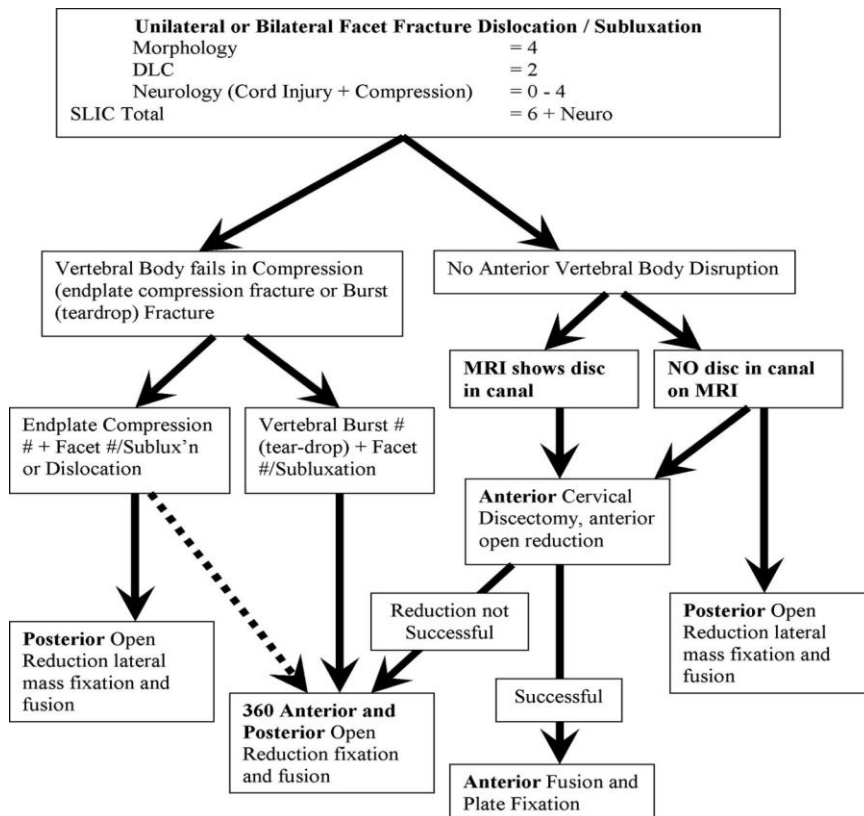 Unilateral or Bilateral Facet Fracture Dislocation / Subluxation
Morphology = 4
DLC = 2
Neurology (Cord Injury + Compression) = 0 - 4
SLIC Total = 6 + Neuro
Vertebral Body fails in Compression
(endplate compression fracture or Burst
(teardrop) Fracture
No Anterior Vertebral Body Disruption
MRI shows disc
in canal
NO disc in canal
on MRI
Endplate Compression
# + Facet #/Sublux'n
or Dislocation
Vertebral Burst #
(tear-drop) + Facet
#/Subluxation
Anterior Cervical
Discectomy, anterior
open reduction
Reduction not
Successful
Posterior Open
Reduction lateral
mass fixation and
fusion
Posterior Open
Reduction lateral
mass fixation and
fusion
Successful
360 Anterior and
Posterior Open
Reduction fixation
and fusion
Anterior Fusion and
Plate Fixation